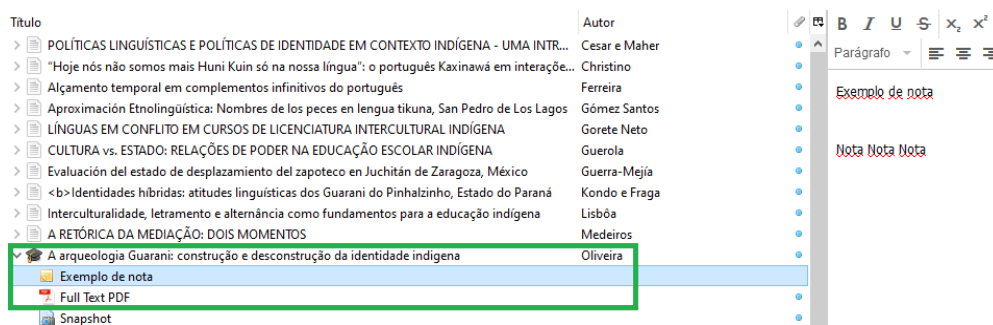 Título Autor
POLÍTICAS LINGUÍSTICAS E POLÍTICAS DE IDENTIDADE EM CONTEXTO INDÍGENA - UMA INTR... Cesar e Maher
"Hoje nós não somos mais Huni Kuin só na nossa língua": o português Kaxinawá em interaçõe... Christino
Alçamento temporal em complementos infinitivos do português Ferreira
Aproximación Etnolingüística: Nombres de los peces en lengua tikuna, San Pedro de Los Lagos Gómez Santos
LÍNGUAS EM CONFLITO EM CURSOS DE LICENCIATURA INTERCULTURAL INDÍGENA Gorete Neto
CULTURA vs. ESTADO: RELAÇÕES DE PODER NA EDUCAÇÃO ESCOLAR INDÍGENA Guerola
Evaluación del estado de desplazamiento del zapoteco en Juchitán de Zaragoza, México Guerra-Mejía
<b>Identidades híbridas: atitudes linguísticas dos Guarani do Pinhalzinho, Estado do Paraná Kondo e Fraga
Interculturalidade, letramento e alternância como fundamentos para a educação indígena Lisbôa
A RETÓRICA DA MEDIAÇÃO: DOIS MOMENTOS Medeiros
A arqueologia Guarani: construção e desconstrução da identidade indigena Oliveira
Exemplo de nota
Full Text PDF
Snapshot
B I U S x₂ x²
Parágrafo
Exemplo de nota
Nota Nota Nota